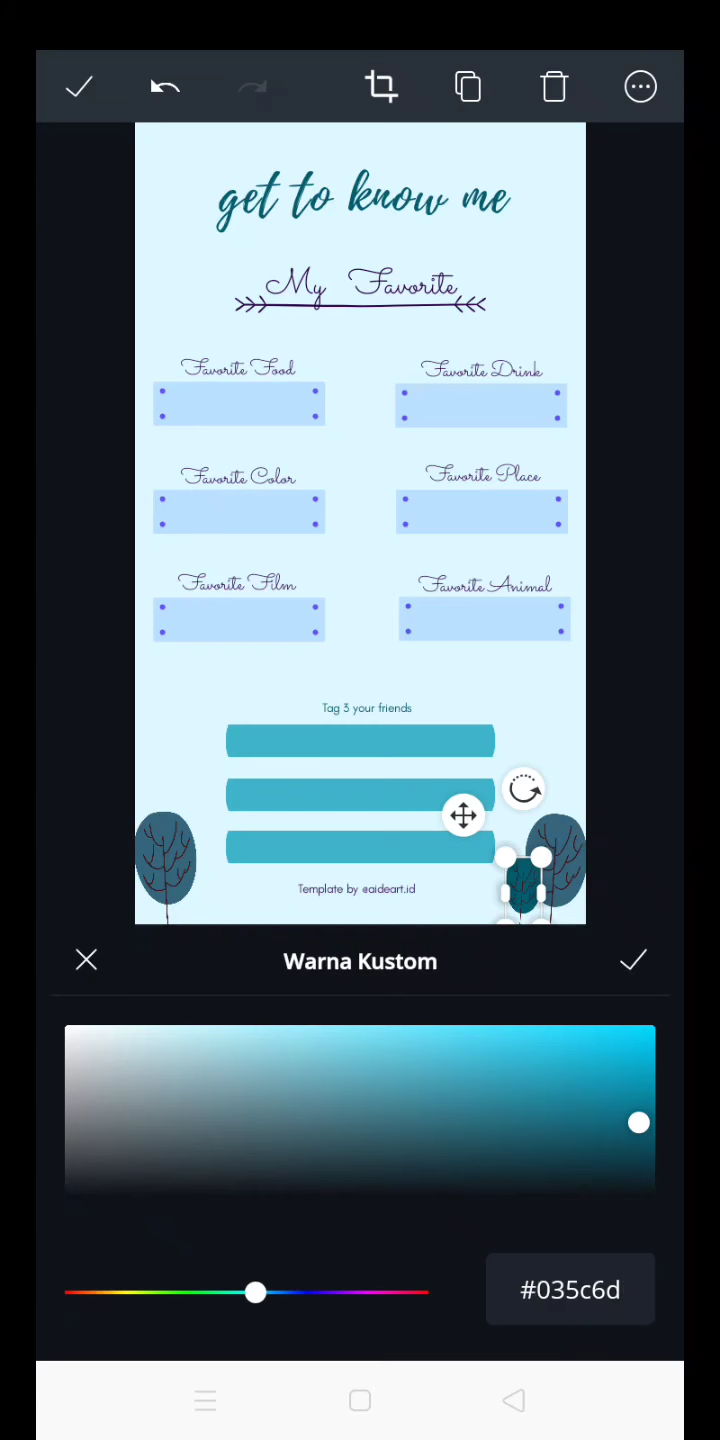 get to know me
My Favorite
Favorite Food
Favorite Drink
Favorite Color
Favorite Place
Favorite Film
Favorite Animal
Tag 3 your friends
Template by @aideart.id
Warna Kustom
#035c6d